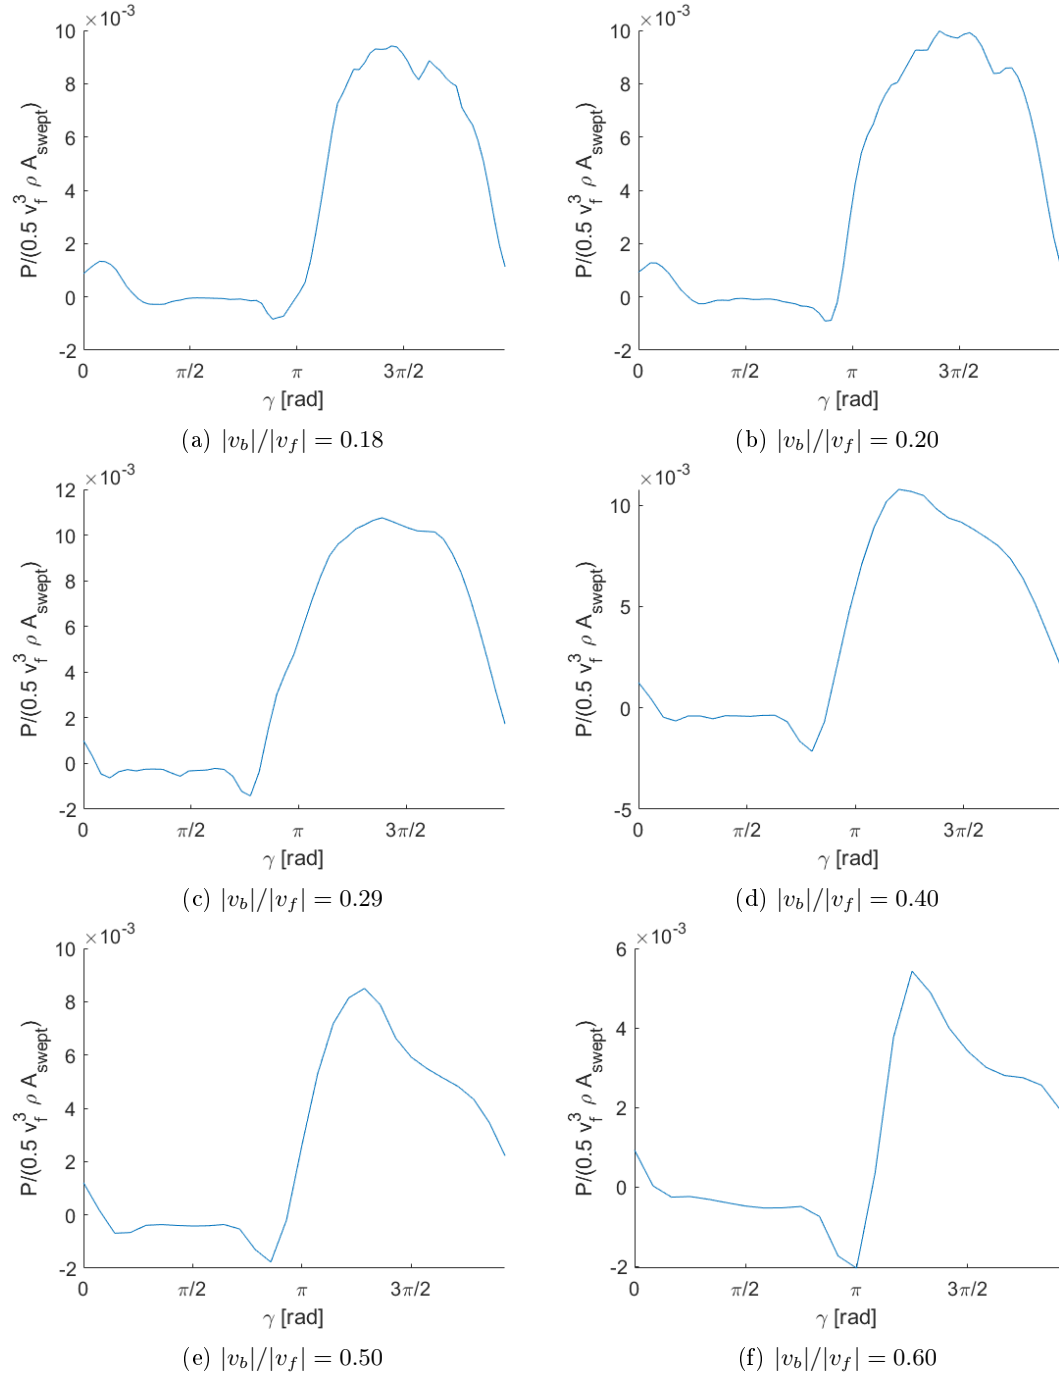 ×10⁻³ ×10⁻³
10 10
8 8
6 6
4 4
2 2
0 0
-2 -2
P/(0.5 v_f^3 ρ A_swept) P/(0.5 v_f^3 ρ A_swept)
0 π/2 π 3π/2 0 π/2 π 3π/2
γ [rad] γ [rad]
(a) |v_b|/|v_f| = 0.18 (b) |v_b|/|v_f| = 0.20
×10⁻³ ×10⁻³
12 10
10 5
8 0
6 -5
4
2
0
-2
P/(0.5 v_f^3 ρ A_swept) P/(0.5 v_f^3 ρ A_swept)
0 π/2 π 3π/2 0 π/2 π 3π/2
γ [rad] γ [rad]
(c) |v_b|/|v_f| = 0.29 (d) |v_b|/|v_f| = 0.40
×10⁻³ ×10⁻³
10 6
8 4
6 2
4 0
2 -2
0
-2
P/(0.5 v_f^3 ρ A_swept) P/(0.5 v_f^3 ρ A_swept)
0 π/2 π 3π/2 0 π/2 π 3π/2
γ [rad] γ [rad]
(e) |v_b|/|v_f| = 0.50 (f) |v_b|/|v_f| = 0.60